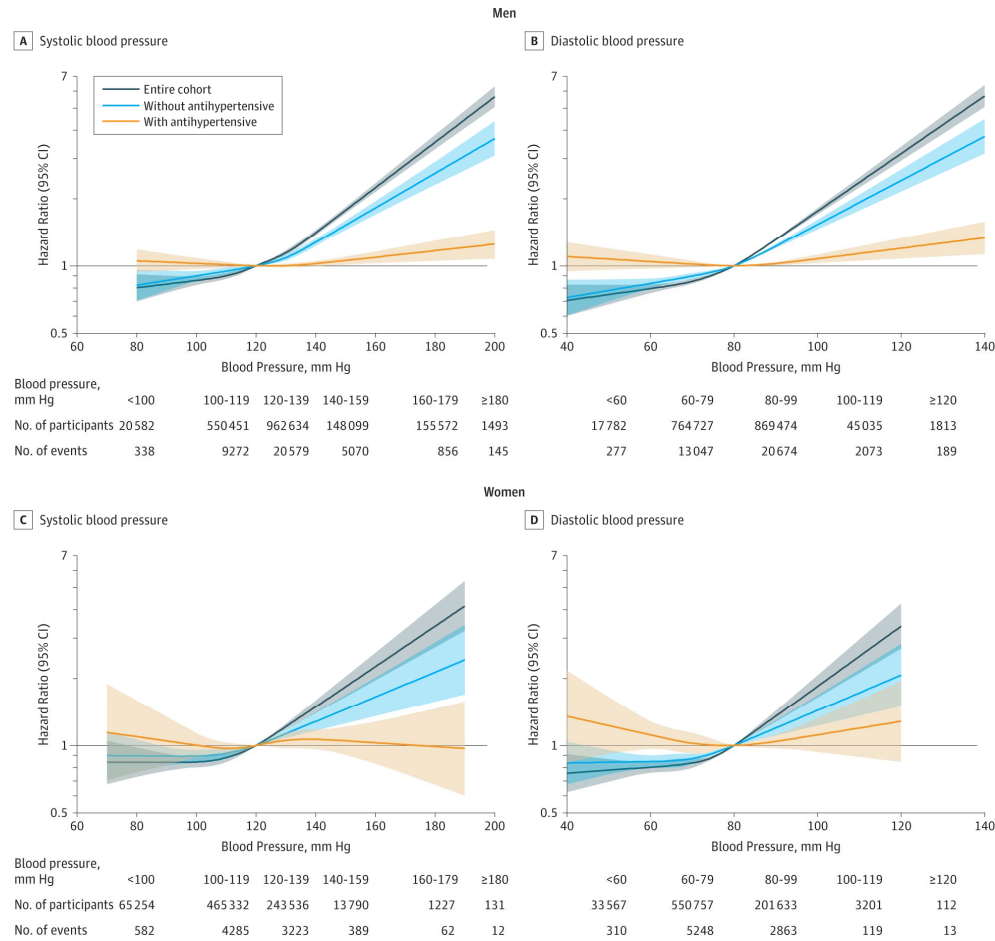 Men
A Systolic blood pressure
7
1
0.5
Hazard Ratio (95% CI)
Entire cohort
Without antihypertensive
With antihypertensive
60 80 100 120 140 160 180 200
Blood Pressure, mm Hg
B Diastolic blood pressure
7
1
0.5
Hazard Ratio (95% CI)
40 60 80 100 120 140
Blood Pressure, mm Hg
Blood pressure,
mm Hg <100 100-119 120-139 140-159 160-179 ≥180 <60 60-79 80-99 100-119 ≥120
No. of participants 20582 550451 962634 148099 155572 1493 17782 764727 869474 45035 1813
No. of events 338 9272 20579 5070 856 145 277 13047 20674 2073 189
Women
C Systolic blood pressure
7
1
0.5
Hazard Ratio (95% CI)
60 80 100 120 140 160 180 200
Blood Pressure, mm Hg
D Diastolic blood pressure
7
1
0.5
Hazard Ratio (95% CI)
40 60 80 100 120 140
Blood Pressure, mm Hg
Blood pressure,
mm Hg <100 100-119 120-139 140-159 160-179 ≥180 <60 60-79 80-99 100-119 ≥120
No. of participants 65254 465332 243536 13790 1227 131 33567 550757 201633 3201 112
No. of events 582 4285 3223 389 62 12 310 5248 2863 119 13